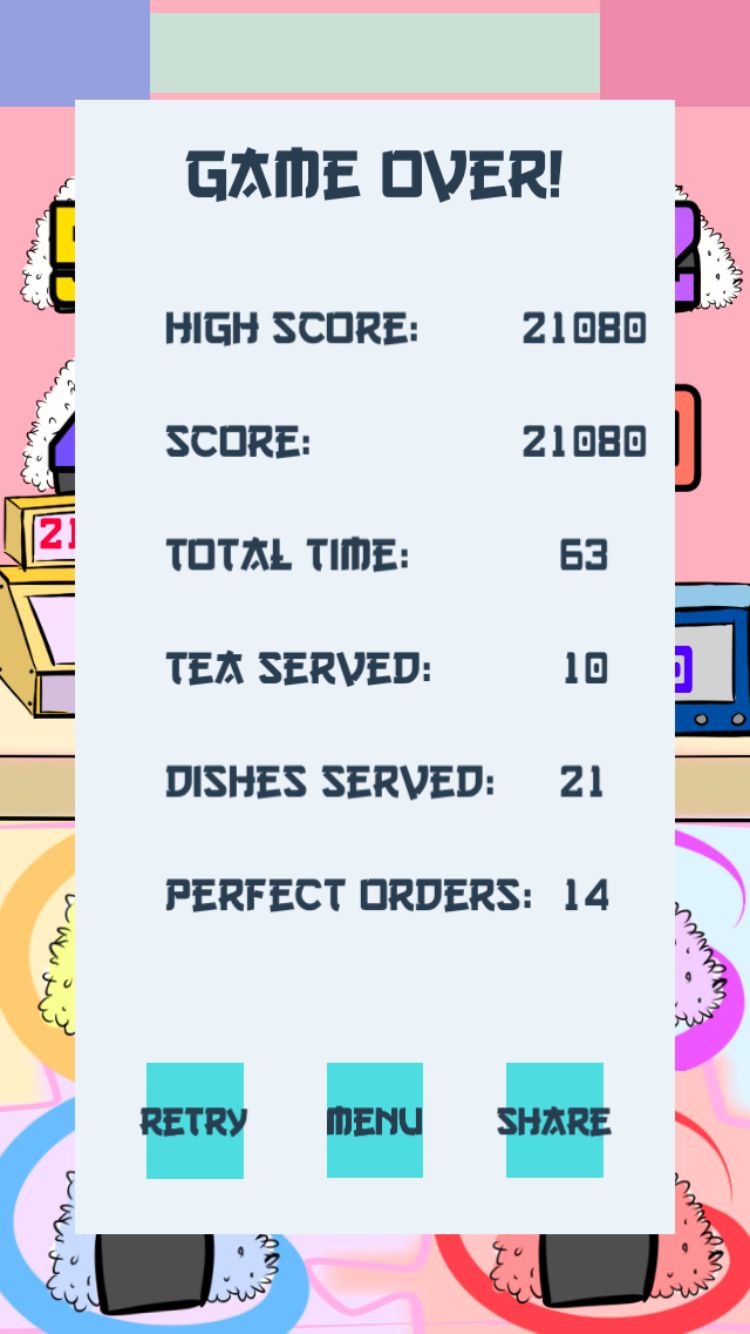 GAME OVER!
HIGH SCORE: 21080
SCORE: 21080
TOTAL TIME: 63
TEA SERVED: 10
DISHES SERVED: 21
PERFECT ORDERS: 14
RETRY MENU SHARE